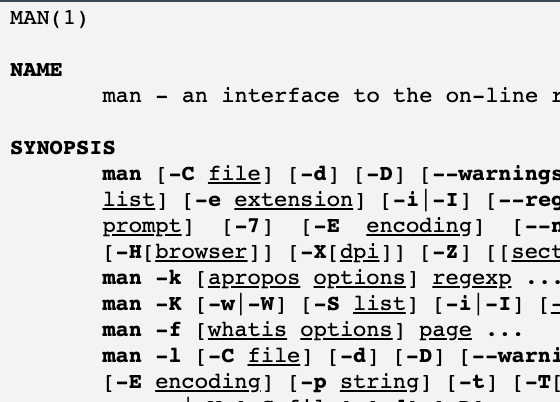 MAN(1)
NAME
man - an interface to the on-line
SYNOPSIS
man [-C file] [-d] [-D] [--warnings
list] [-e extension] [-i|-I] [--reg
prompt] [-7] [-E encoding] [--n
[-H[browser]] [-X[dpi]] [-Z] [[sect
man -k [apropos options] regexp ...
man -K [-w|-W] [-S list] [-i|-I] [-
man -f [whatis options] page ...
man -l [-C file] [-d] [-D] [--warni
[-E encoding] [-p string] [-t] [-T[